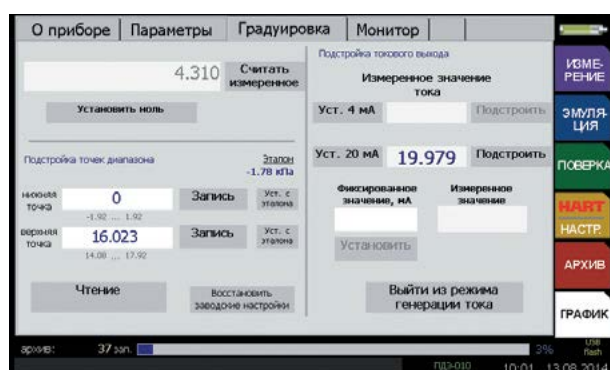 О приборе
Параметры
Градуировка
Монитор
4.310
Считать
измеренное
Установить ноль
Подстройка точек диапазона
Эталон
-1.78 кПа
нижняя
точка
0
Запись
Уст. с
эталона
-1.92 ... 1.92
верхняя
точка
16.023
Запись
Уст. с
эталона
14.08 ... 17.92
Чтение
Восстановить
заводские настройки
Подстройка токового выхода
Измеренное значение
тока
Уст. 4 мА
Подстроить
Уст. 20 мА
19.979
Подстроить
Фиксированное
значение, мА
Измеренное
значение
Установить
Выйти из режима
генерации тока
ИЗМЕ-
РЕНИЕ
ЭМУЛЯ-
ЦИЯ
ПОВЕРКА
HART
НАСТР.
АРХИВ
ГРАФИК
архив:
37 зап.
3%
USB
flash
ПДЭ-010
10:01
13.08.2014